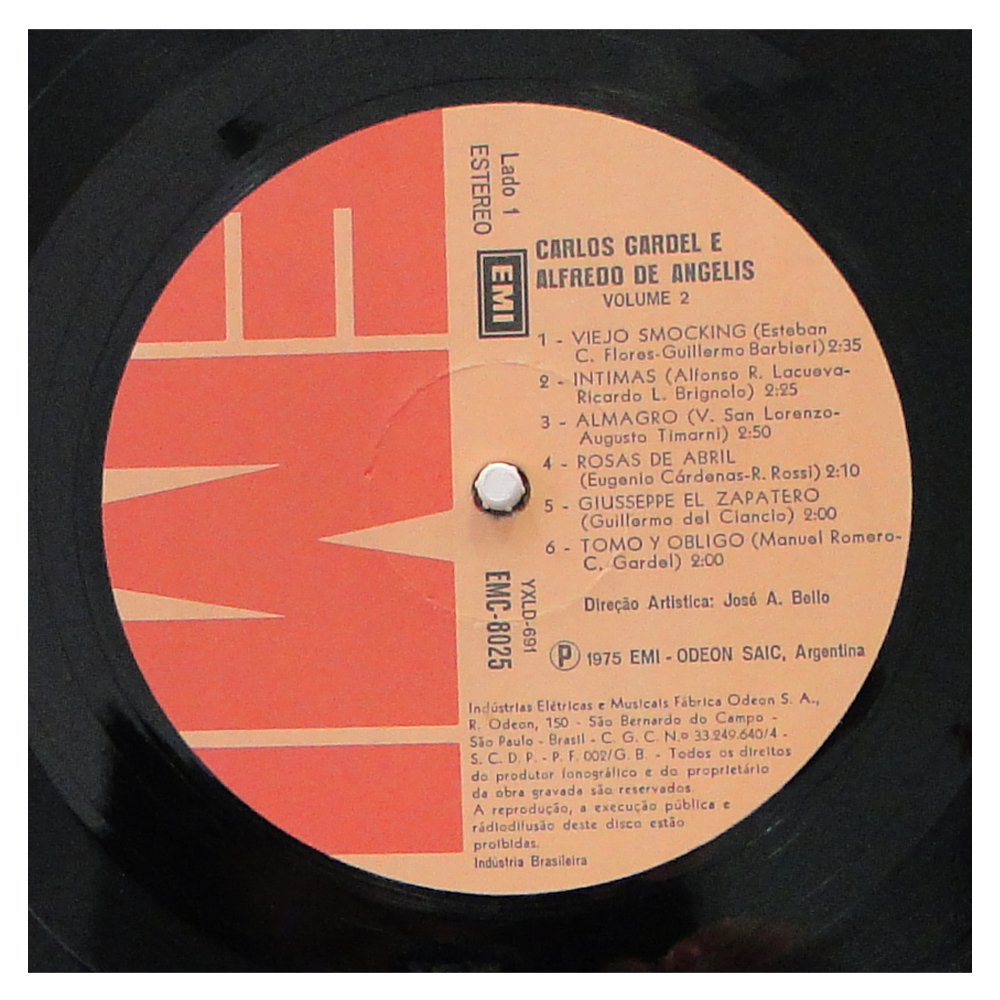 Lado 1
ESTEREO
EMI
CARLOS GARDEL E
ALFREDO DE ANGELIS
VOLUME 2
1 - VIEJO SMOCKING (Esteban
C. Flores-Guillermo Barbieri) 2:35
2 - INTIMAS (Alfonso R. Lacueva-
Ricardo L. Brignolo) 2:25
3 - ALMAGRO (V. San Lorenzo-
Augusto Timarni) 2:50
4 - ROSAS DE ABRIL
(Eugenio Cárdenas-R. Rossi) 2:10
5 - GIUSSEPPE EL ZAPATERO
(Guillermo del Ciancio) 2:00
6 - TOMO Y OBLIGO (Manuel Romero-
C. Gardel) 2:00
YXLD-691
EMC-8025
Direção Artistica: José A. Bello
Ⓟ 1975 EMI - ODEON SAIC, Argentina
Indústrias Elétricas e Musicais Fábrica Odeon S. A.,
R. Odeon, 150 - São Bernardo do Campo -
São Paulo - Brasil - C. G. C. N.º 33.249.640/4 -
S. C. D. P. - P. F. 002/G. B. - Todos os direitos
do produtor fonográfico e do proprietário
da obra gravada são reservados.
A reprodução, a execução pública e
rádiodifusão deste disco estão
proibidas.
Indústria Brasileira
EMI